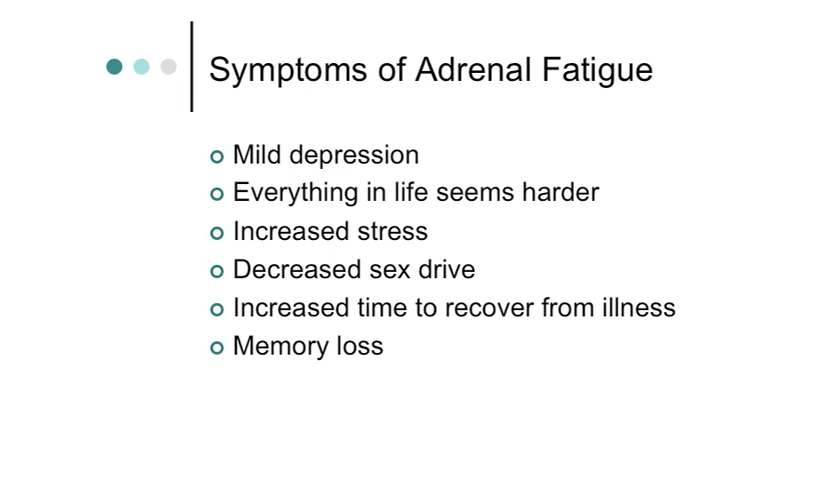 Symptoms of Adrenal Fatigue
Mild depression
Everything in life seems harder
Increased stress
Decreased sex drive
Increased time to recover from illness
Memory loss